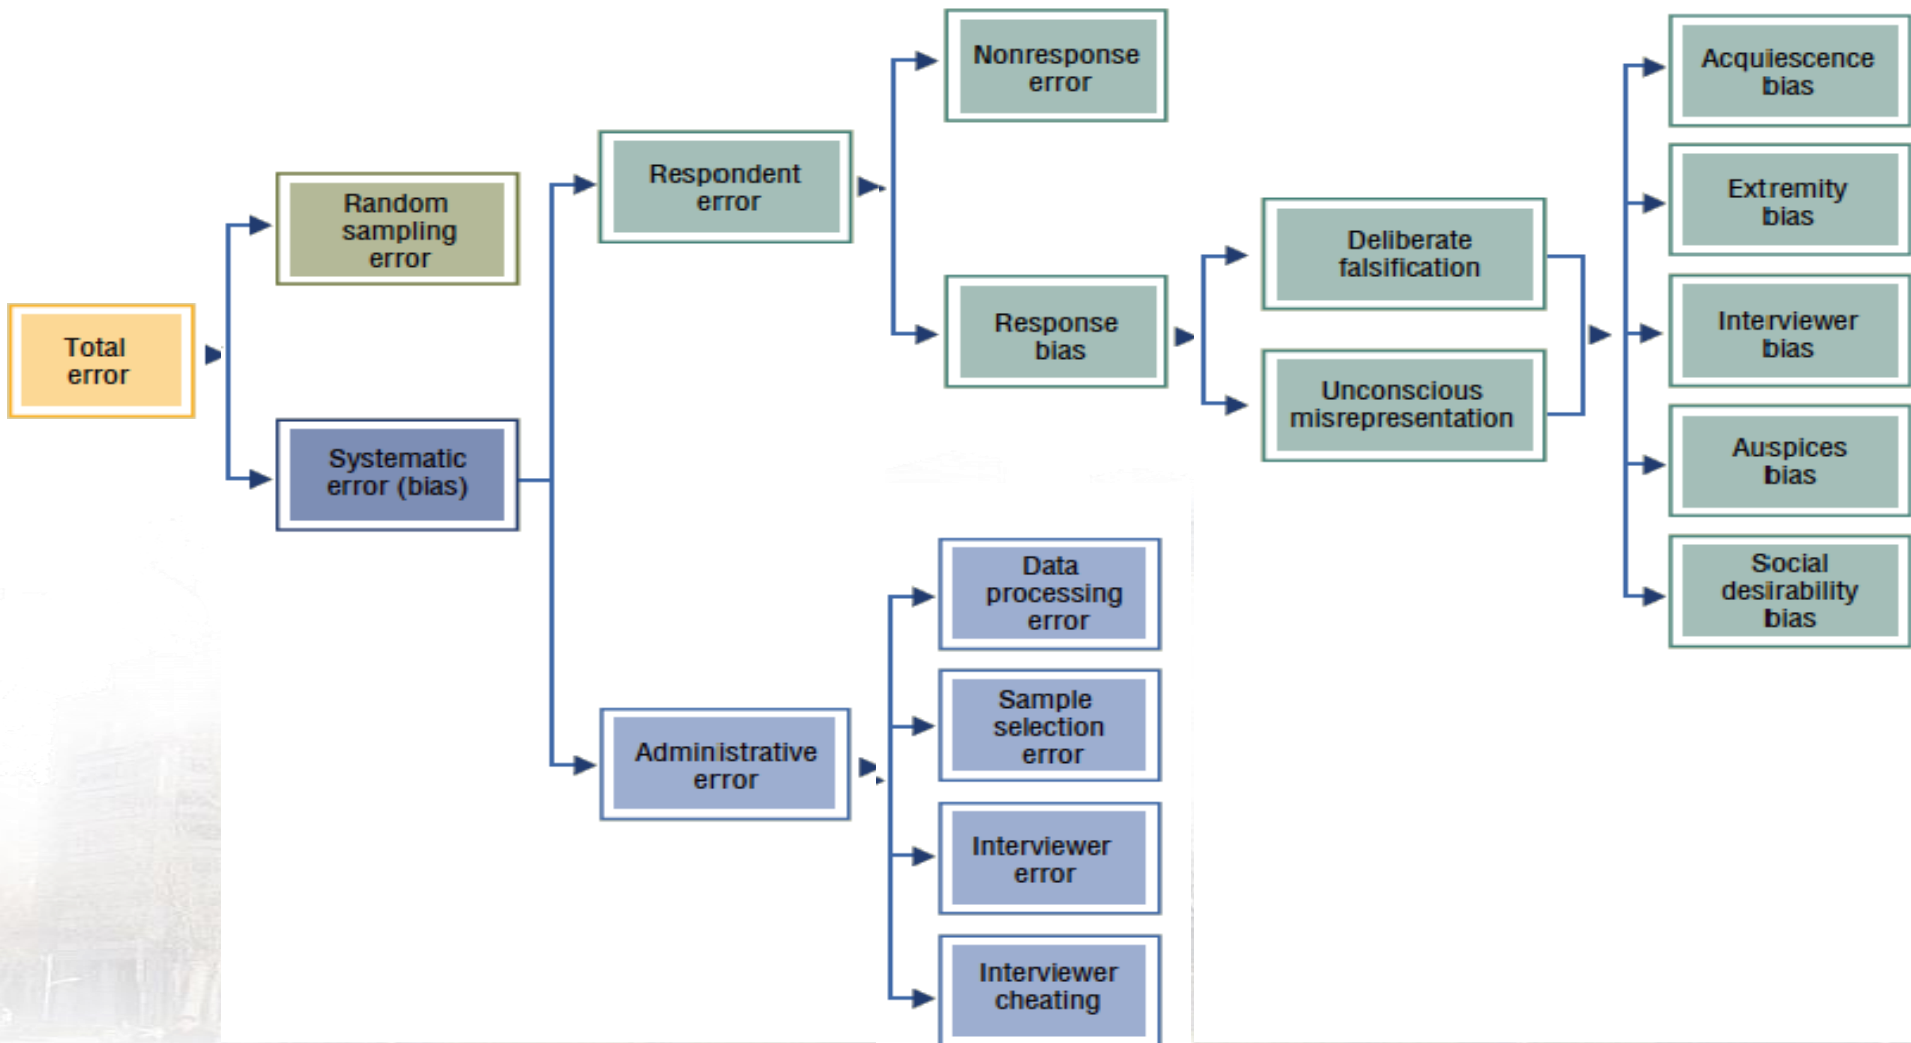 Total
error
Random
sampling
error
Systematic
error (bias)
Respondent
error
Administrative
error
Nonresponse
error
Response
bias
Data
processing
error
Sample
selection
error
Interviewer
error
Interviewer
cheating
Deliberate
falsification
Unconscious
misrepresentation
Acquiescence
bias
Extremity
bias
Interviewer
bias
Auspices
bias
Social
desirability
bias